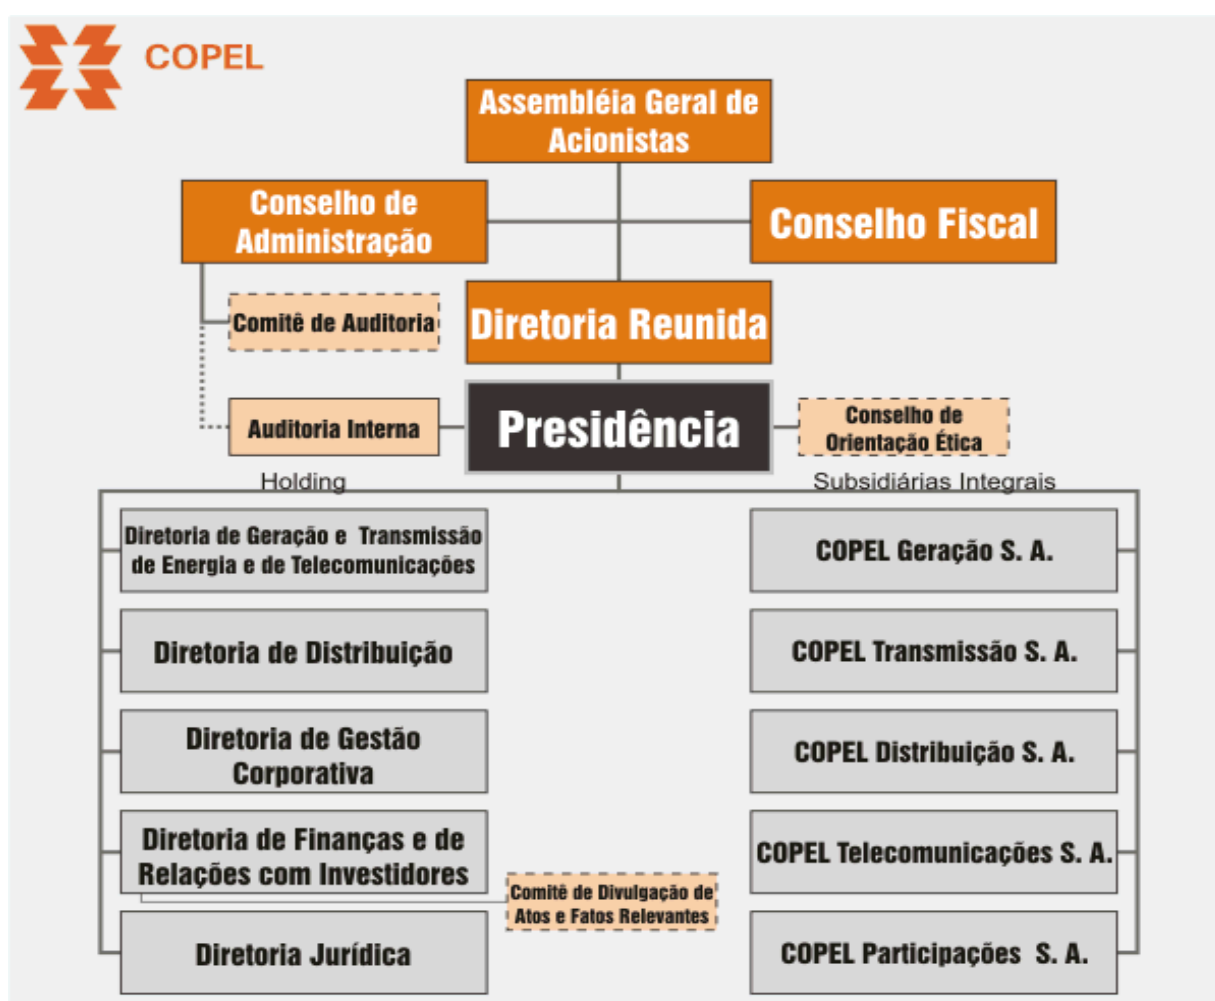 COPEL
Assembléia Geral de
Acionistas
Conselho de
Administração
Conselho Fiscal
Comitê de Auditoria
Diretoria Reunida
Auditoria Interna
Presidência
Conselho de
Orientação Ética
Holding
Subsidiárias Integrais
Diretoria de Geração e Transmissão
de Energia e de Telecomunicações
COPEL Geração S. A.
Diretoria de Distribuição
COPEL Transmissão S. A.
Diretoria de Gestão
Corporativa
COPEL Distribuição S. A.
Diretoria de Finanças e de
Relações com Investidores
COPEL Telecomunicações S. A.
Comitê de Divulgação de
Atos e Fatos Relevantes
Diretoria Jurídica
COPEL Participações S. A.